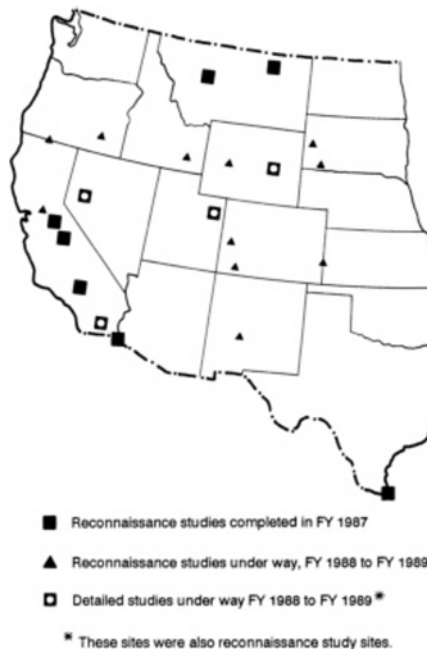 Reconnaissance studies completed in FY 1987
Reconnaissance studies under way, FY 1988 to FY 1989
Detailed studies under way FY 1988 to FY 1989*
* These sites were also reconnaissance study sites.